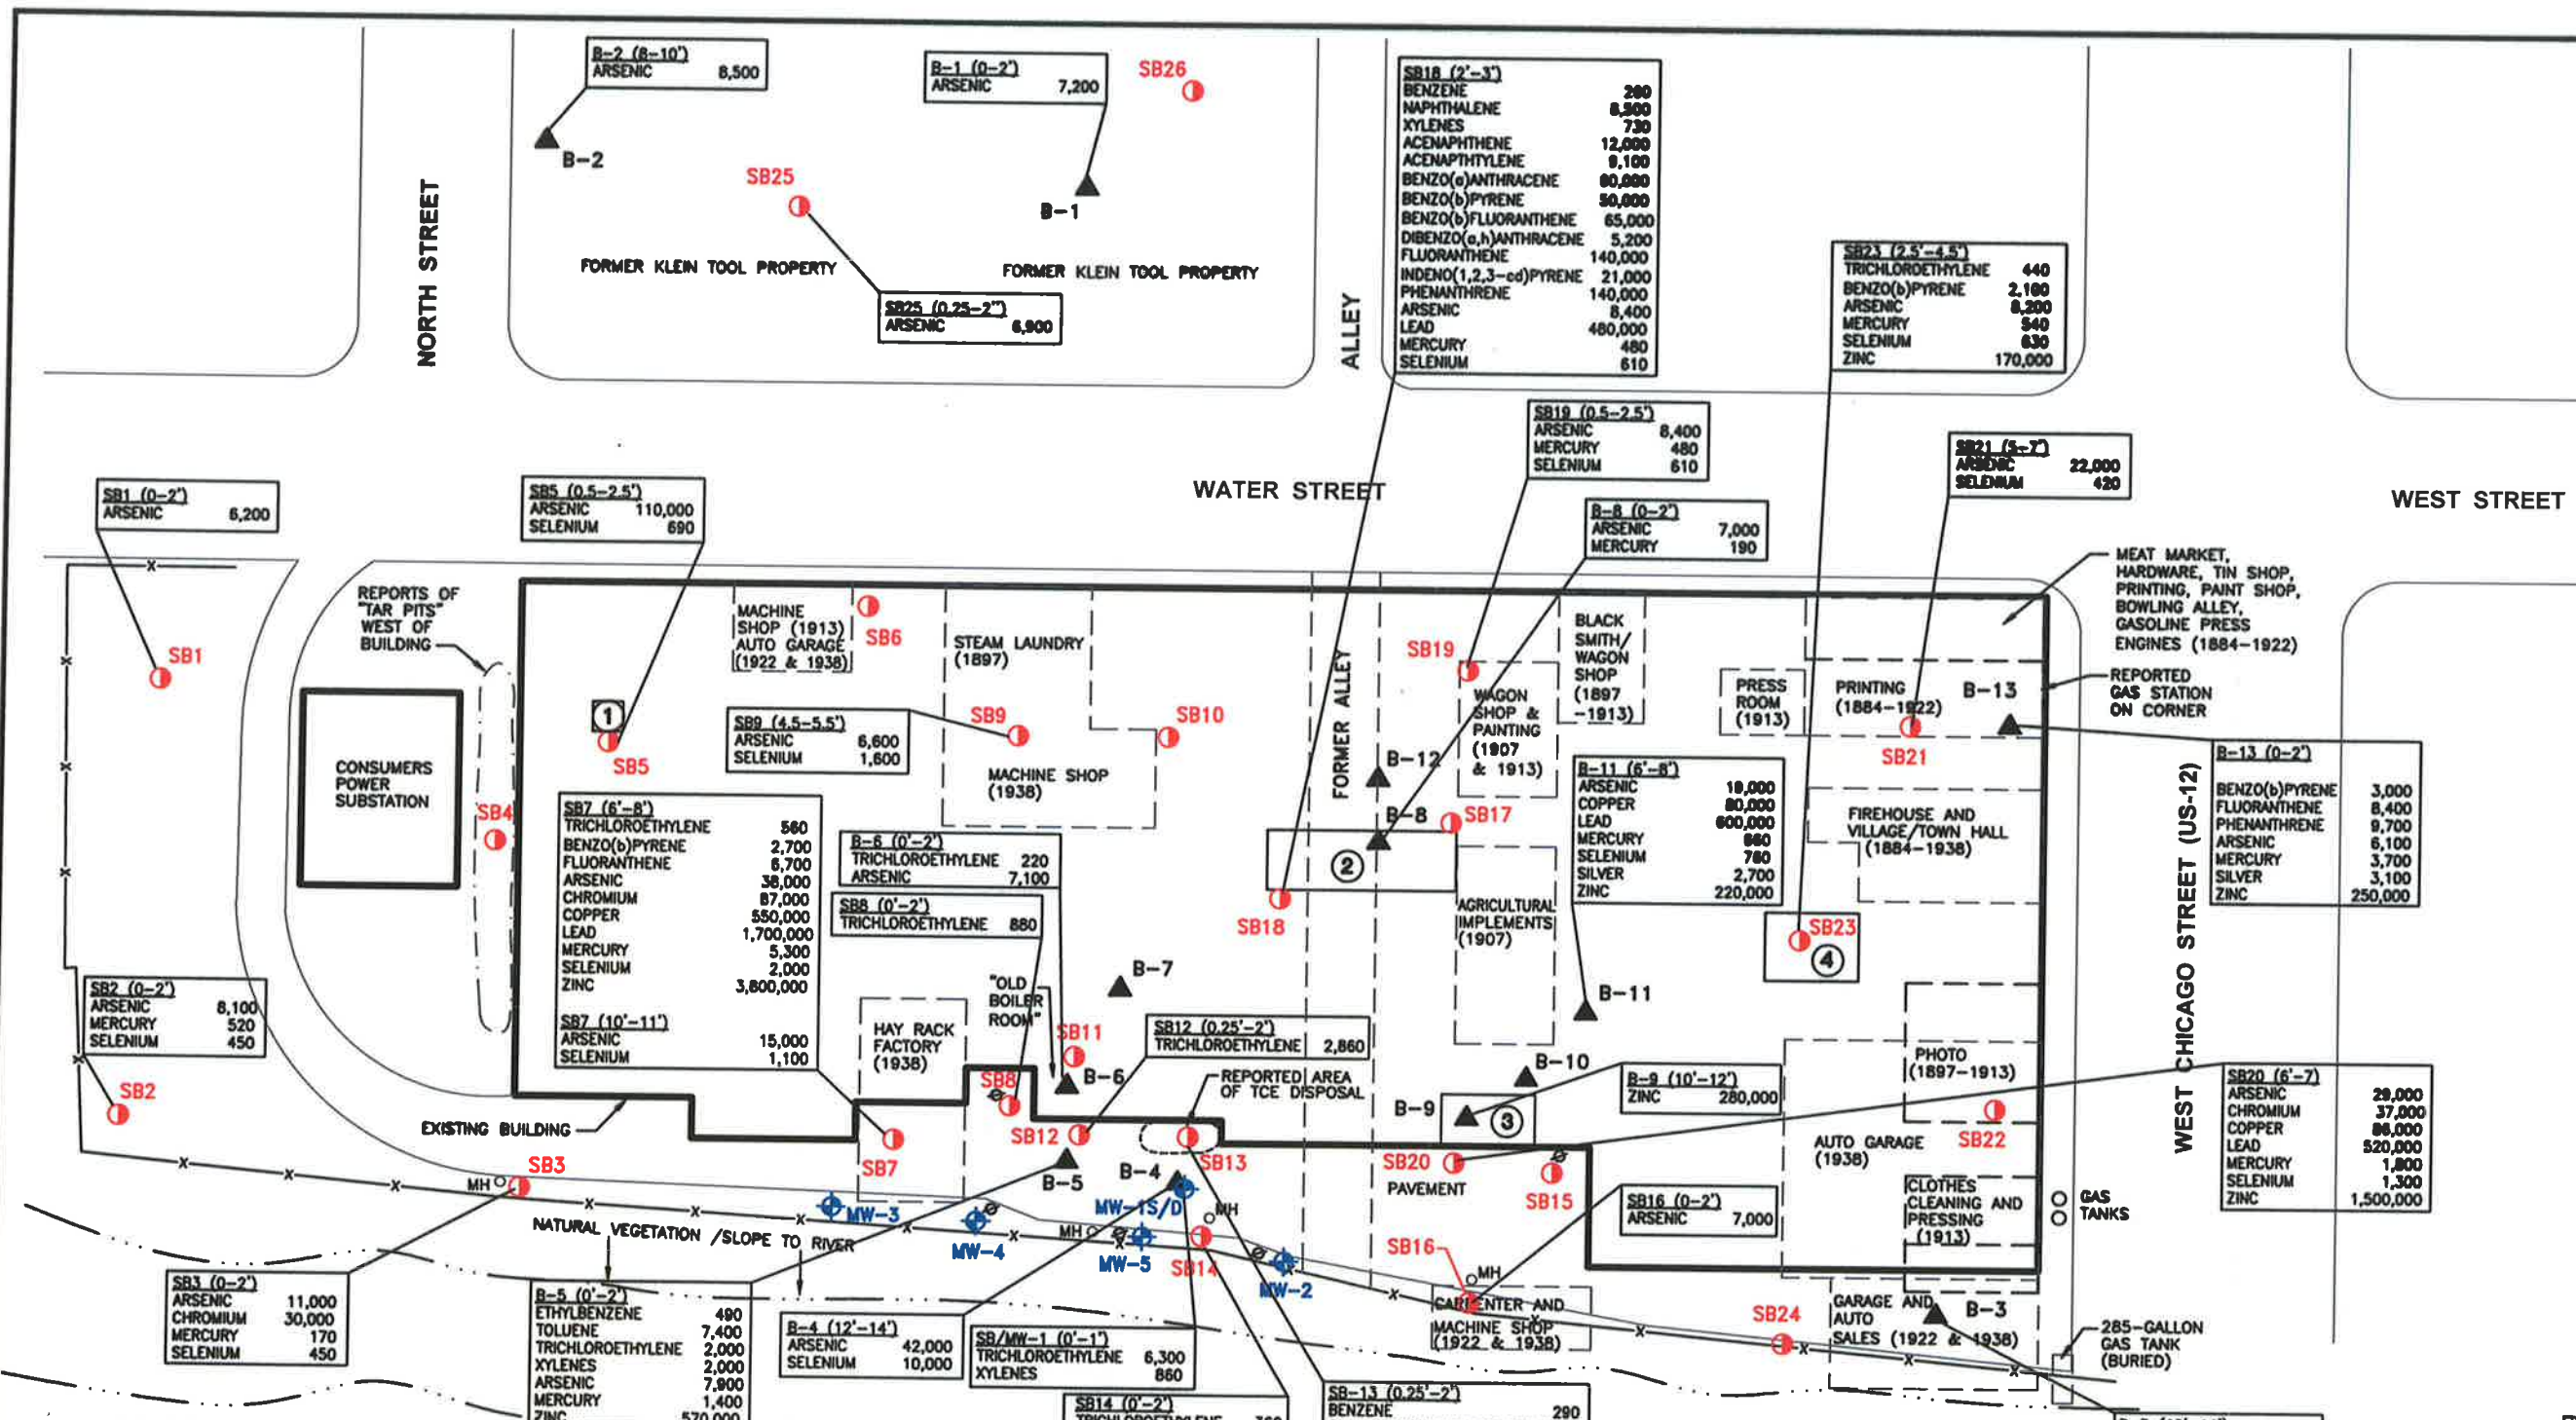 B-2 (8-10')
ARSENIC 8,500
B-2
B-1 (0-2')
ARSENIC 7,200
B-1
SB26
SB25
SB25 (0.25-2")
ARSENIC 6,900
FORMER KLEIN TOOL PROPERTY
FORMER KLEIN TOOL PROPERTY
NORTH STREET
ALLEY
SB18 (2'-3')
BENZENE 260
NAPHTHALENE 8,500
XYLENES 730
ACENAPHTHENE 12,000
ACENAPTHTYLENE 9,100
BENZO(a)ANTHRACENE 80,000
BENZO(b)PYRENE 50,000
BENZO(b)FLUORANTHENE 65,000
DIBENZO(a,h)ANTHRACENE 5,200
FLUORANTHENE 140,000
INDENO(1,2,3-cd)PYRENE 21,000
PHENANTHRENE 140,000
ARSENIC 8,400
LEAD 480,000
MERCURY 480
SELENIUM 610
SB23 (2.5'-4.5')
TRICHLOROETHYLENE 440
BENZO(b)PYRENE 2,100
ARSENIC 8,200
MERCURY 540
SELENIUM 630
ZINC 170,000
SB19 (0.5-2.5')
ARSENIC 8,400
MERCURY 480
SELENIUM 610
SB21 (5-7')
ARSENIC 22,000
SELENIUM 420
WATER STREET
WEST STREET
SB1 (0-2')
ARSENIC 6,200
SB5 (0.5-2.5')
ARSENIC 110,000
SELENIUM 690
B-8 (0-2')
ARSENIC 7,000
MERCURY 190
MEAT MARKET,
HARDWARE, TIN SHOP,
PRINTING, PAINT SHOP,
BOWLING ALLEY,
GASOLINE PRESS
ENGINES (1884-1922)
REPORTED
GAS STATION
ON CORNER
REPORTS OF
"TAR PITS"
WEST OF
BUILDING
SB1
MACHINE
SHOP (1913)
AUTO GARAGE
(1922 & 1938)
SB6
STEAM LAUNDRY
(1897)
FORMER ALLEY
SB19
BLACK
SMITH/
WAGON
SHOP
(1897
-1913)
WAGON
SHOP &
PAINTING
(1907
& 1913)
PRESS
ROOM
(1913)
PRINTING
(1884-1922)
B-13
SB21
1
SB5
SB9 (4.5-5.5')
ARSENIC 6,600
SELENIUM 1,600
SB9
SB10
MACHINE SHOP
(1938)
B-12
B-8
SB17
2
SB18
B-11 (6'-8')
ARSENIC 19,000
COPPER 80,000
LEAD 600,000
MERCURY 660
SELENIUM 760
SILVER 2,700
ZINC 220,000
FIREHOUSE AND
VILLAGE/TOWN HALL
(1884-1938)
B-13 (0-2')
BENZO(b)PYRENE 3,000
FLUORANTHENE 8,400
PHENANTHRENE 9,700
ARSENIC 6,100
MERCURY 3,700
SILVER 3,100
ZINC 250,000
WEST CHICAGO STREET (US-12)
CONSUMERS
POWER
SUBSTATION
SB4
SB7 (6'-8')
TRICHLOROETHYLENE 560
BENZO(b)PYRENE 2,700
FLUORANTHENE 6,700
ARSENIC 38,000
CHROMIUM 87,000
COPPER 550,000
LEAD 1,700,000
MERCURY 5,300
SELENIUM 2,000
ZINC 3,800,000
SB7 (10'-11')
ARSENIC 15,000
SELENIUM 1,100
B-6 (0'-2')
TRICHLOROETHYLENE 220
ARSENIC 7,100
SB8 (0'-2')
TRICHLOROETHYLENE 880
AGRICULTURAL
IMPLEMENTS
(1907)
SB23
4
B-7
B-11
"OLD
BOILER
ROOM"
SB2 (0-2')
ARSENIC 8,100
MERCURY 520
SELENIUM 450
SB2
HAY RACK
FACTORY
(1938)
SB11
B-6
SB8
SB12 (0.25'-2')
TRICHLOROETHYLENE 2,860
REPORTED AREA
OF TCE DISPOSAL
B-10
B-9
3
B-9 (10'-12')
ZINC 280,000
PHOTO
(1897-1913)
SB22
SB20 (6'-7)
ARSENIC 29,000
CHROMIUM 37,000
COPPER 86,000
LEAD 520,000
MERCURY 1,800
SELENIUM 1,300
ZINC 1,500,000
EXISTING BUILDING
SB12
SB7
B-5
B-4
SB13
SB20
PAVEMENT
SB15
AUTO GARAGE
(1938)
SB3
MH
MW-3
MW-4
MW-1S/D
MH
MH
MW-5
SB14
MW-2
SB16 (0-2')
ARSENIC 7,000
CLOTHES
CLEANING AND
PRESSING
(1913)
GAS
TANKS
NATURAL VEGETATION /SLOPE TO RIVER
SB16
MH
CARPENTER AND
MACHINE SHOP
(1922 & 1938)
SB24
GARAGE AND
AUTO
SALES (1922 & 1938)
B-3
285-GALLON
GAS TANK
(BURIED)
SB3 (0-2')
ARSENIC 11,000
CHROMIUM 30,000
MERCURY 170
SELENIUM 450
B-5 (0'-2')
ETHYLBENZENE 490
TOLUENE 7,400
TRICHLOROETHYLENE 2,000
XYLENES 2,000
ARSENIC 7,900
MERCURY 1,400
ZINC 570,000
B-4 (12'-14')
ARSENIC 42,000
SELENIUM 10,000
SB/MW-1 (0'-1')
TRICHLOROETHYLENE 6,300
XYLENES 860
SB14 (0'-2')
TRICHLOROETHYLENE
SB-13 (0.25'-2')
BENZENE 290